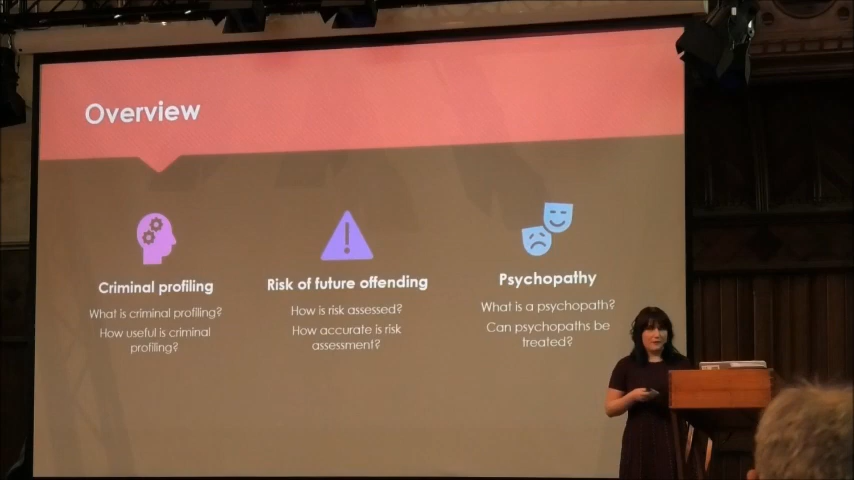 Overview
Criminal profiling
What is criminal profiling?
How useful is criminal
profiling?
Risk of future offending
How is risk assessed?
How accurate is risk
assessment?
Psychopathy
What is a psychopath?
Can psychopaths be
treated?